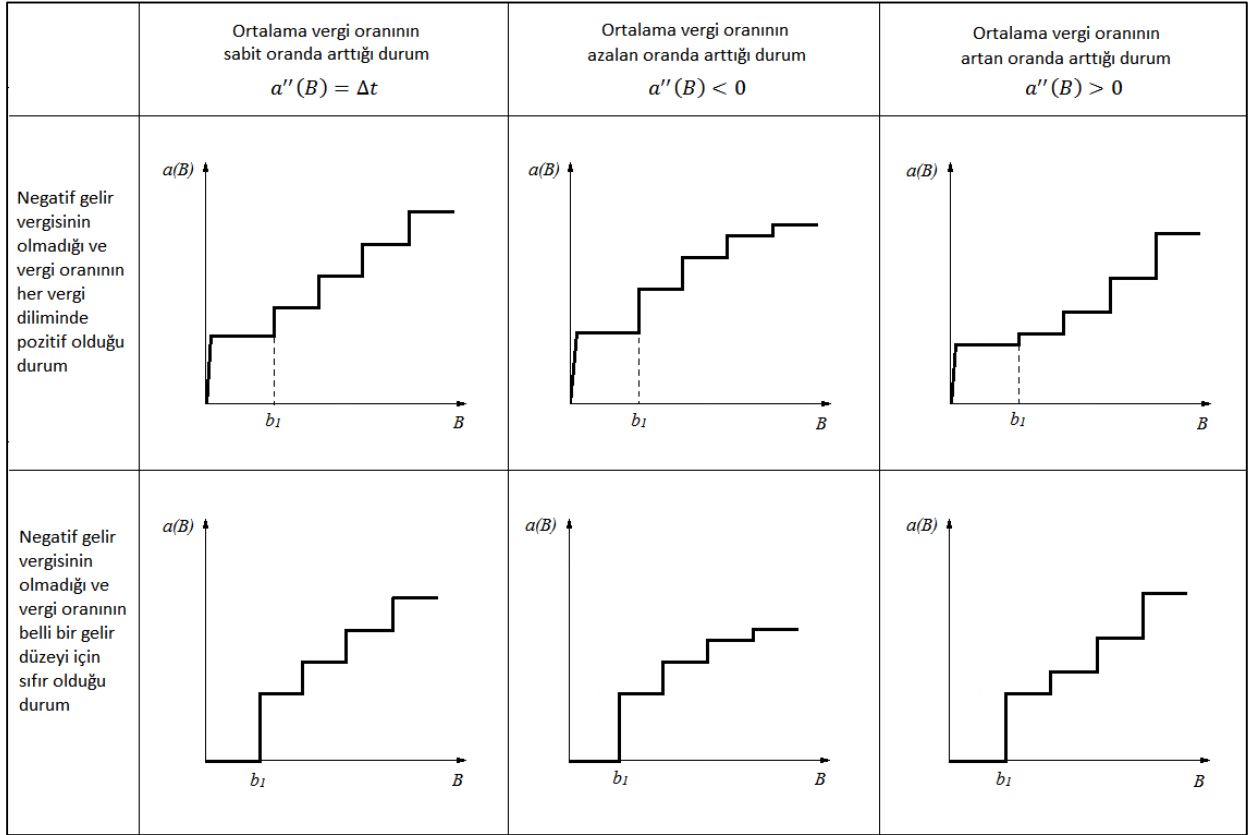 Ortalama vergi oranının
sabit oranda arttığı durum
a′′(B) = Δt
Ortalama vergi oranının
azalan oranda arttığı durum
a′′(B) < 0
Ortalama vergi oranının
artan oranda arttığı durum
a′′(B) > 0
Negatif gelir
vergisinin
olmadığı ve
vergi oranının
her vergi
diliminde
pozitif olduğu
durum
a(B)
b₁
B
a(B)
b₁
B
a(B)
b₁
B
Negatif gelir
vergisinin
olmadığı ve
vergi oranının
belli bir gelir
düzeyi için
sıfır olduğu
durum
a(B)
b₁
B
a(B)
b₁
B
a(B)
b₁
B